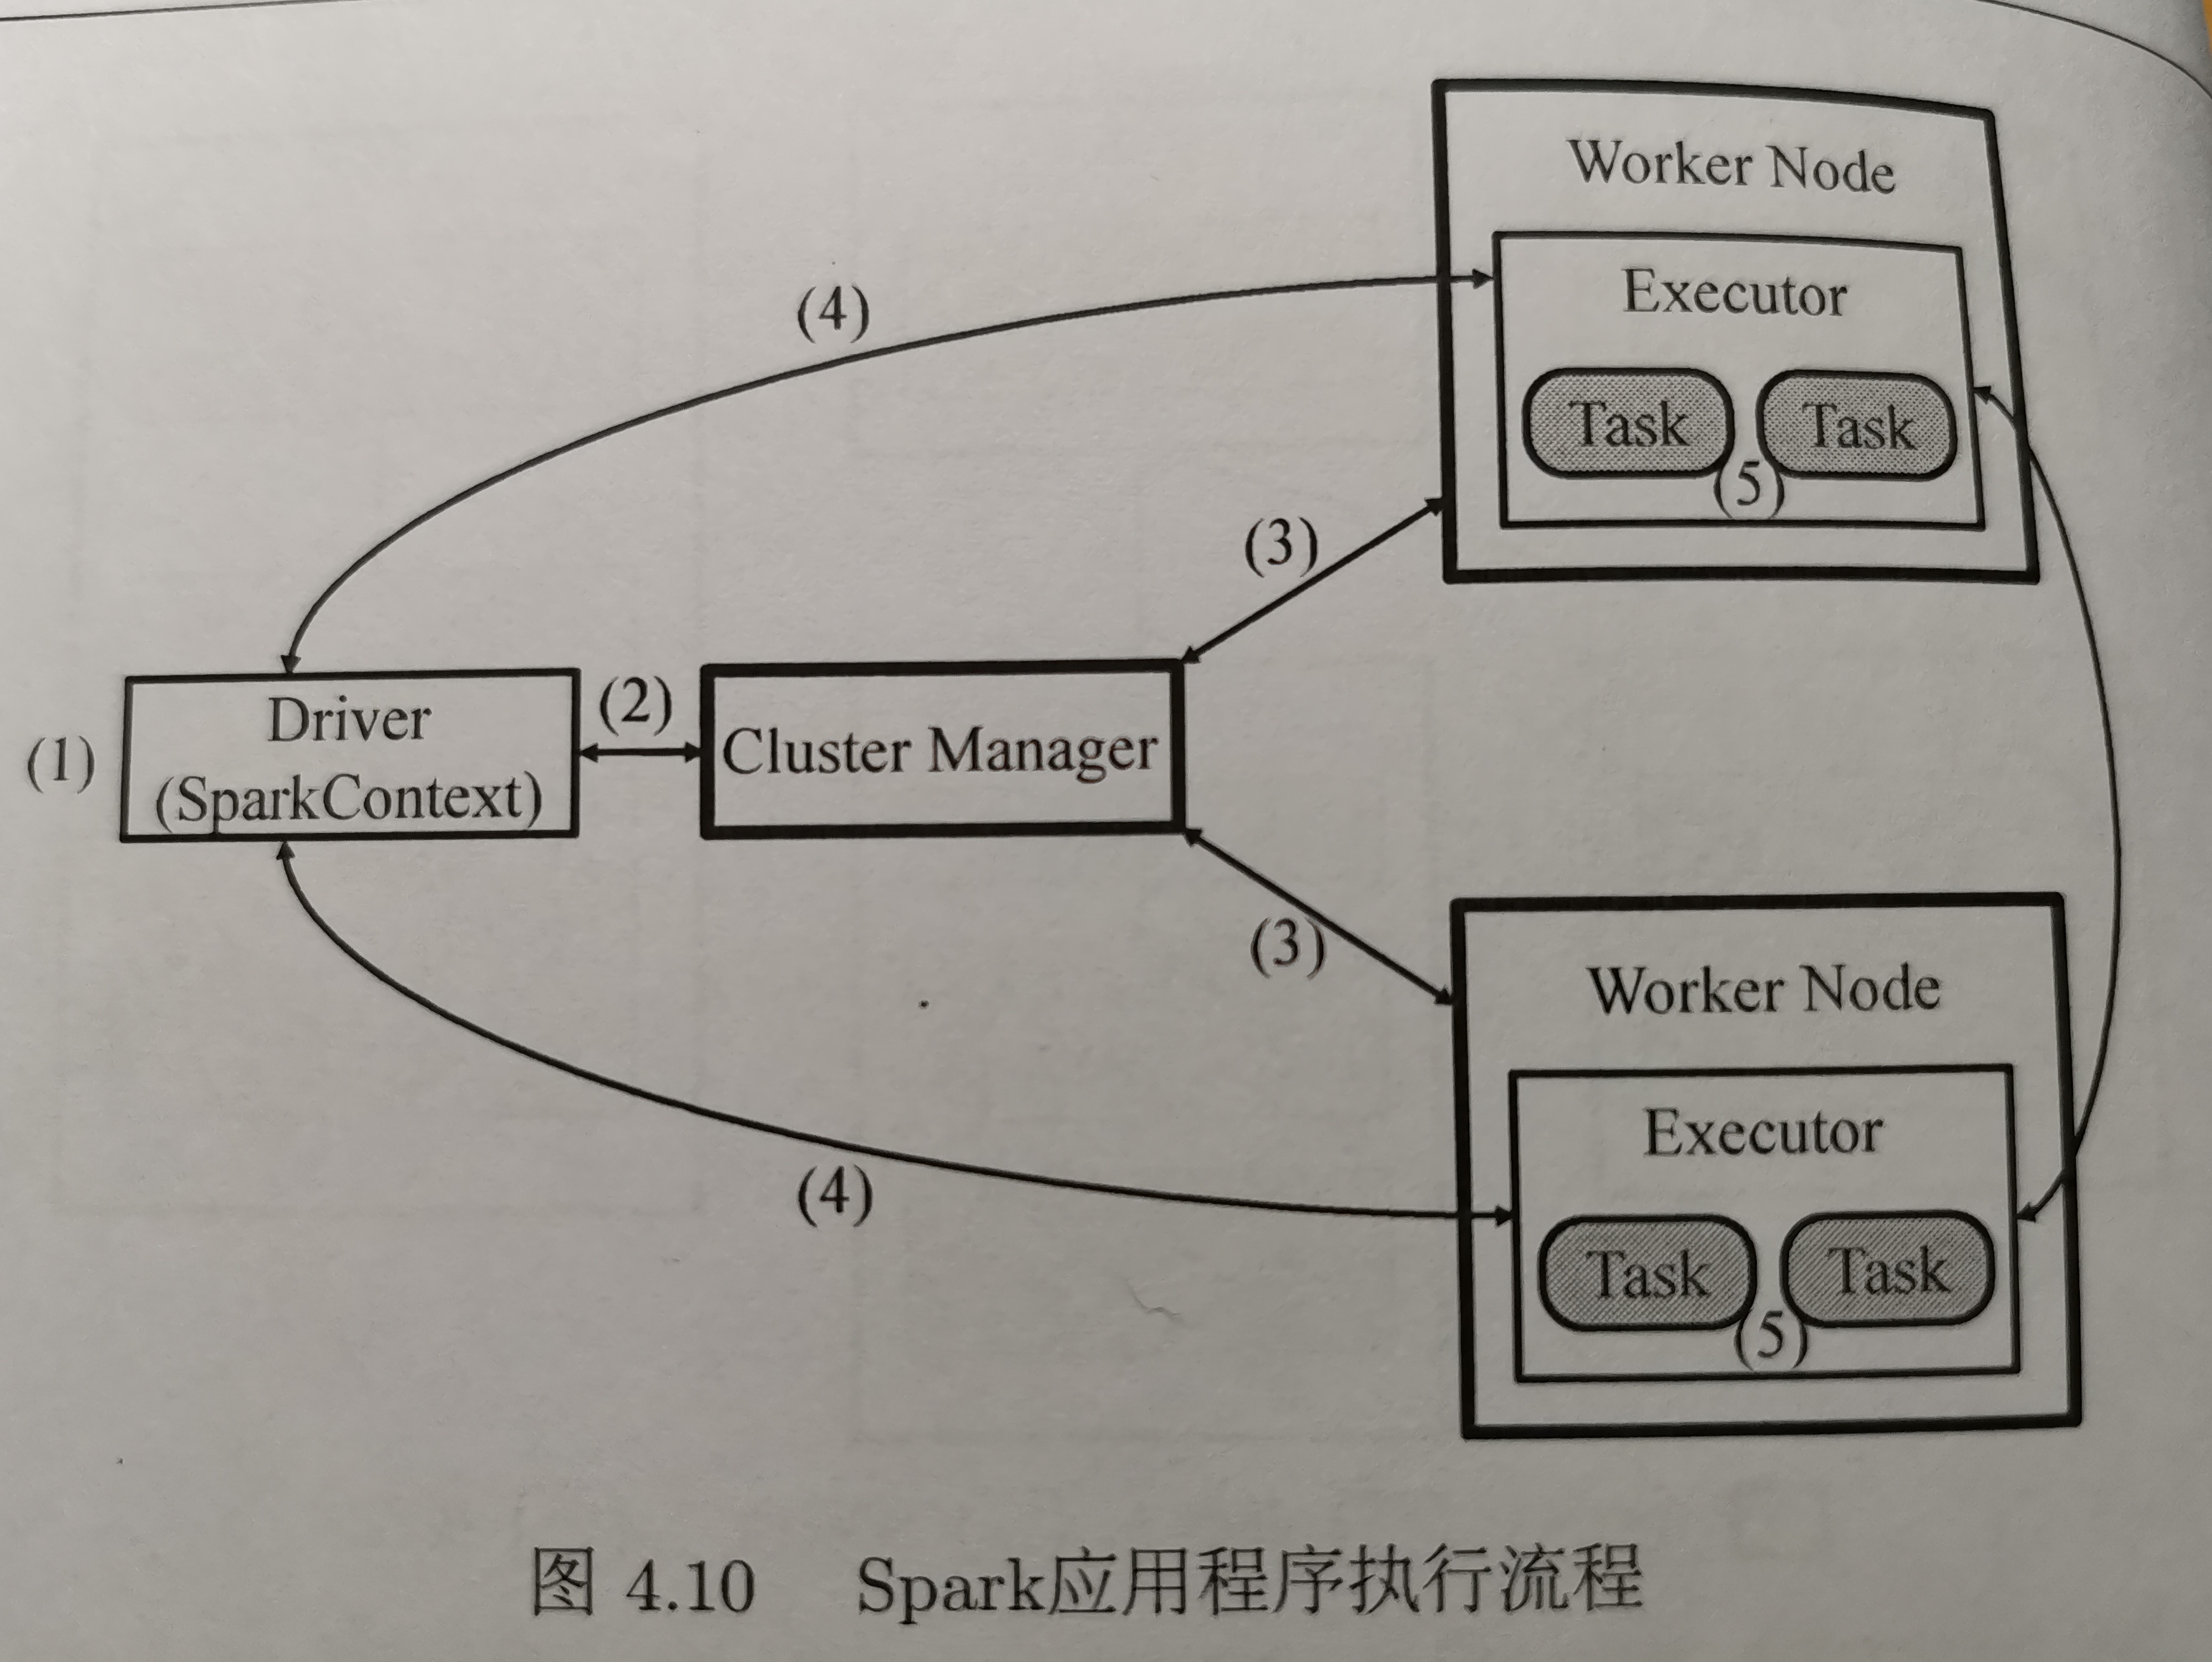 Worker Node
Executor
Task
Task
(5)
(4)
(3)
(1)
Driver
(SparkContext)
(2)
Cluster Manager
(3)
(4)
Worker Node
Executor
Task
Task
(5)
图 4.10 Spark应用程序执行流程